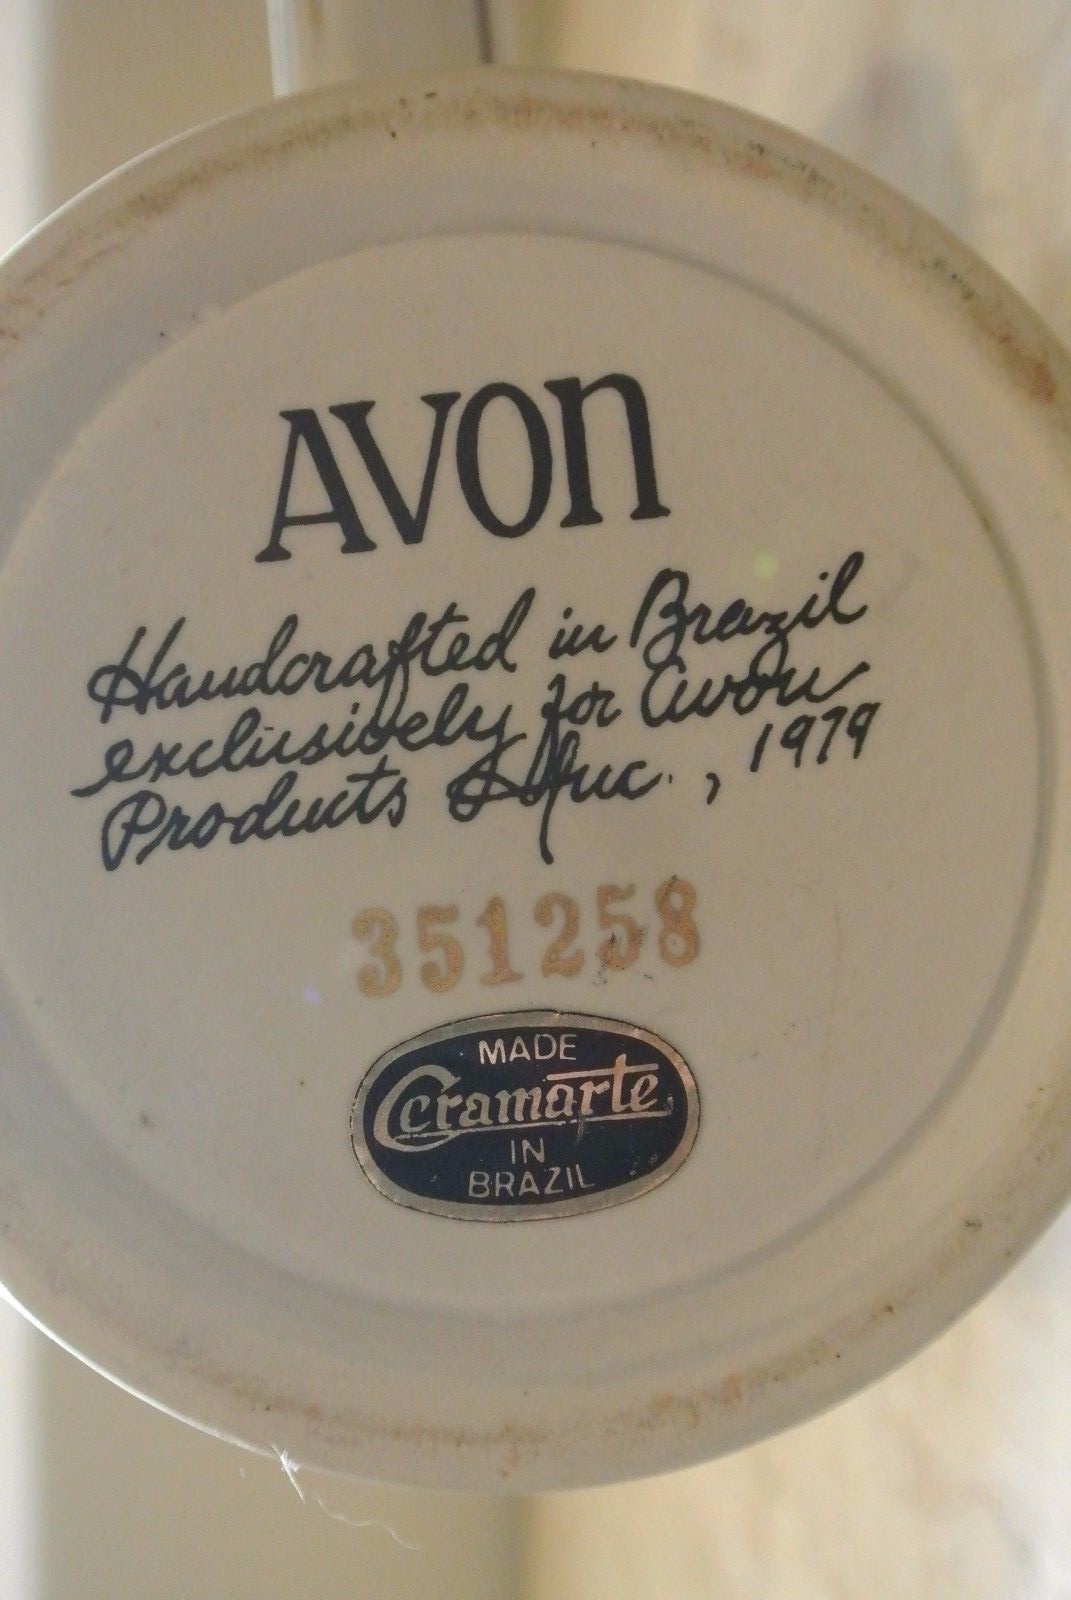 AVON
Handcrafted in Brazil
exclusively for Avon
Products Inc., 1979
351258
MADE
Ceramarte
IN
BRAZIL